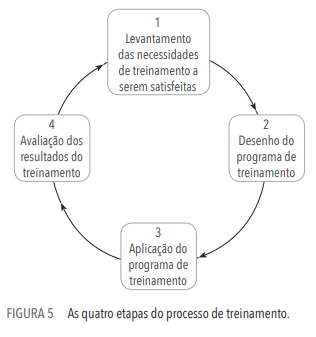 1
Levantamento
das necessidades
de treinamento a
serem satisfeitas
2
Desenho do
programa de
treinamento
3
Aplicação do
programa de
treinamento
4
Avaliação dos
resultados do
treinamento
FIGURA 5 As quatro etapas do processo de treinamento.